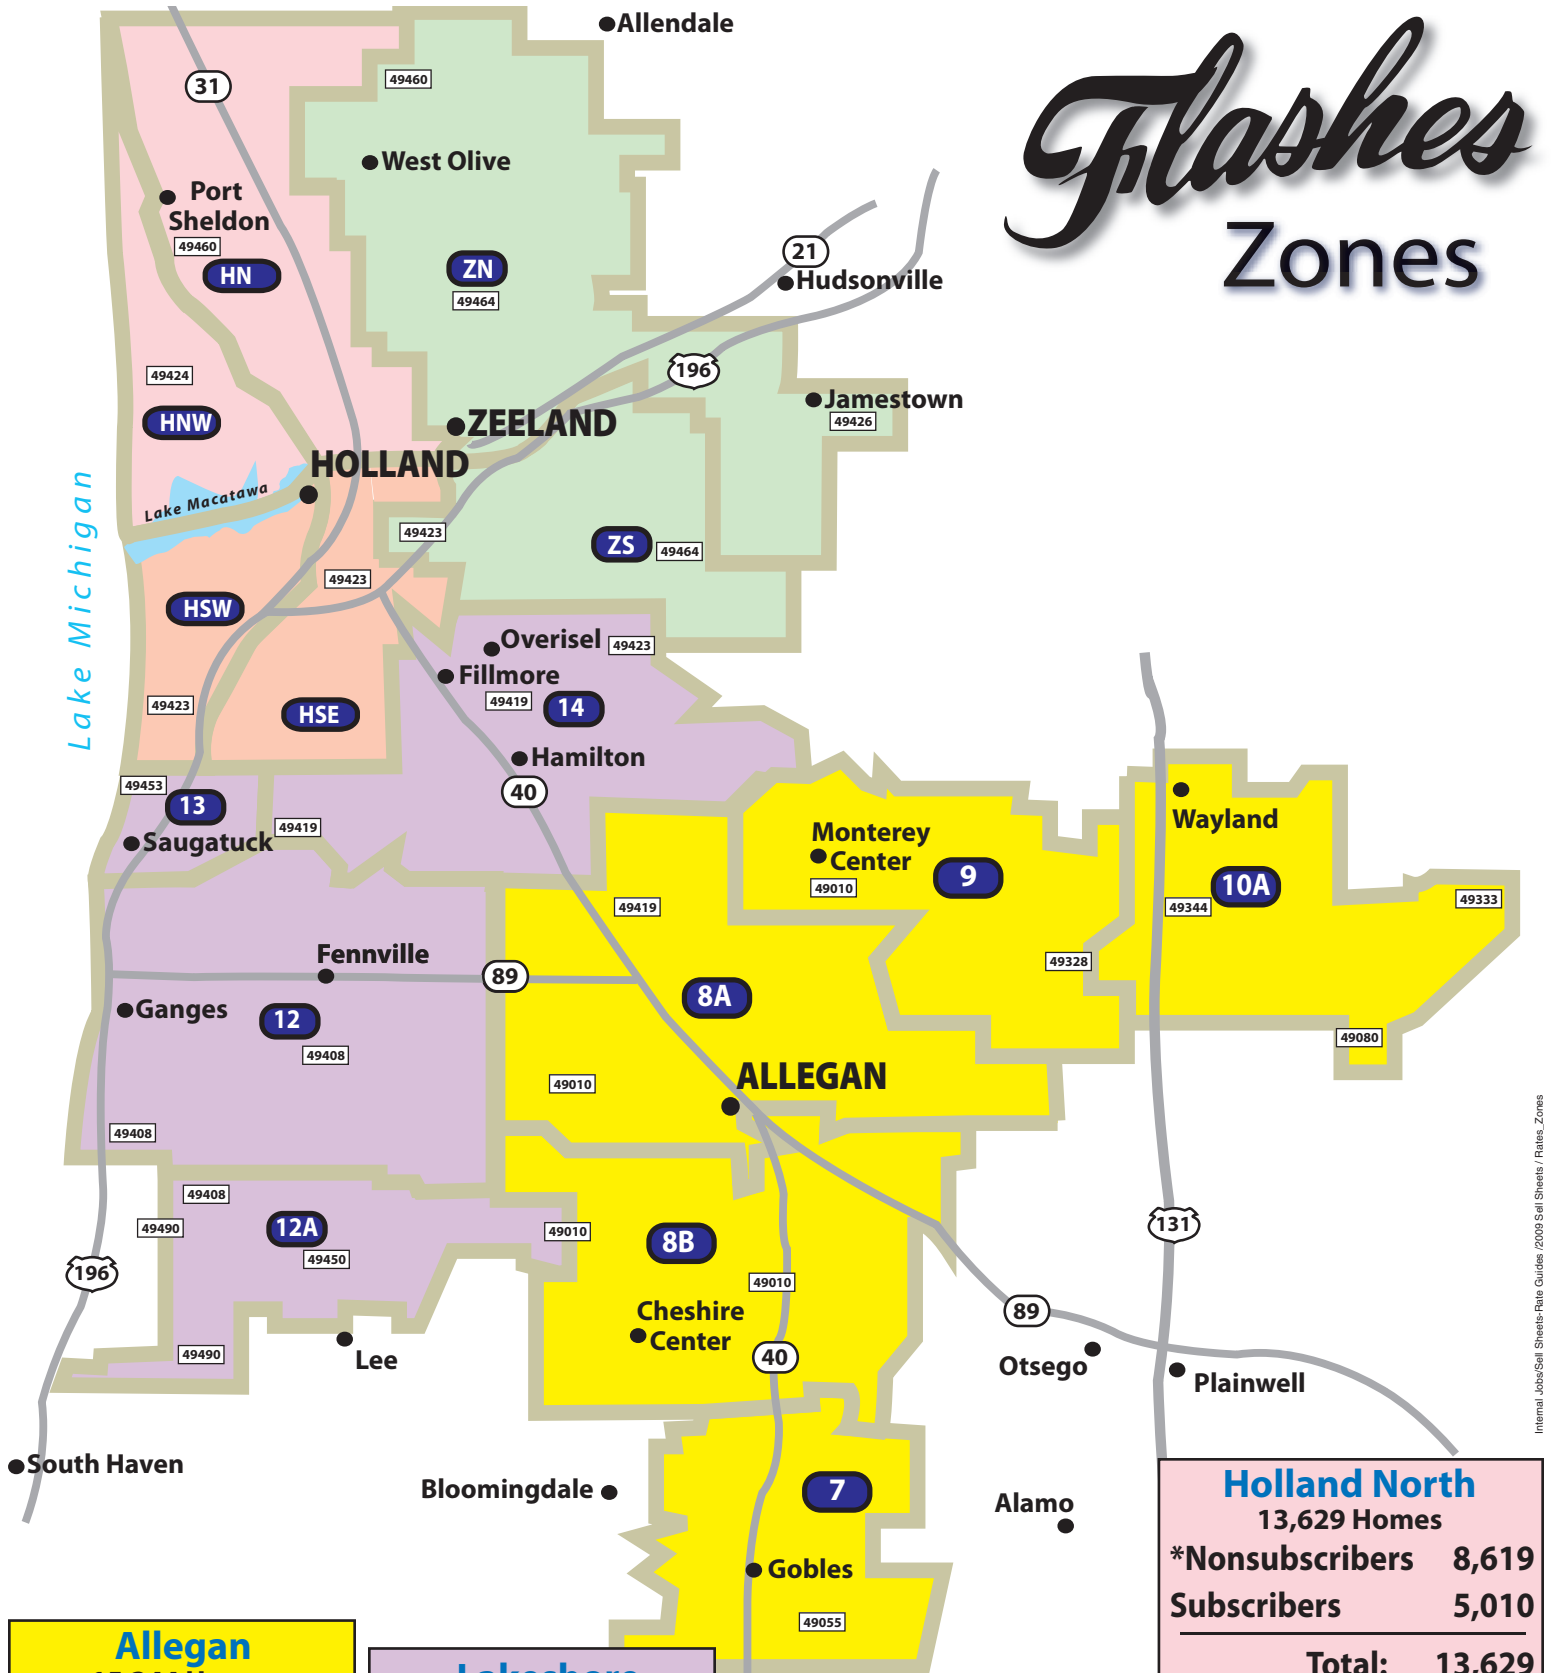 Flashes
Zones
Allendale
31
49460
West Olive
Port
Sheldon
49460
HN
ZN
49464
21
Hudsonville
196
49424
HNW
Jamestown
49426
ZEELAND
HOLLAND
Lake Macatawa
Lake Michigan
49423
ZS
49464
49423
HSW
Overisel
49423
Fillmore
49419
14
49423
HSE
Hamilton
49453
13
40
49419
Saugatuck
Monterey
Center
49010
9
Wayland
10A
49344
49333
49419
49328
Fennville
89
8A
Ganges
12
49408
49080
49010
ALLEGAN
49408
49408
49490
12A
49450
49010
8B
131
196
49010
Cheshire
Center
89
40
Lee
49490
Otsego
Plainwell
South Haven
Bloomingdale
7
Alamo
Gobles
49055
Internal Jobs/Sell Sheets-Rate Guides /2009 Sell Sheets / Rates_Zones
Holland North
13,629 Homes
*Nonsubscribers 8,619
Subscribers 5,010
Total: 13,629
Allegan
Lakeshore